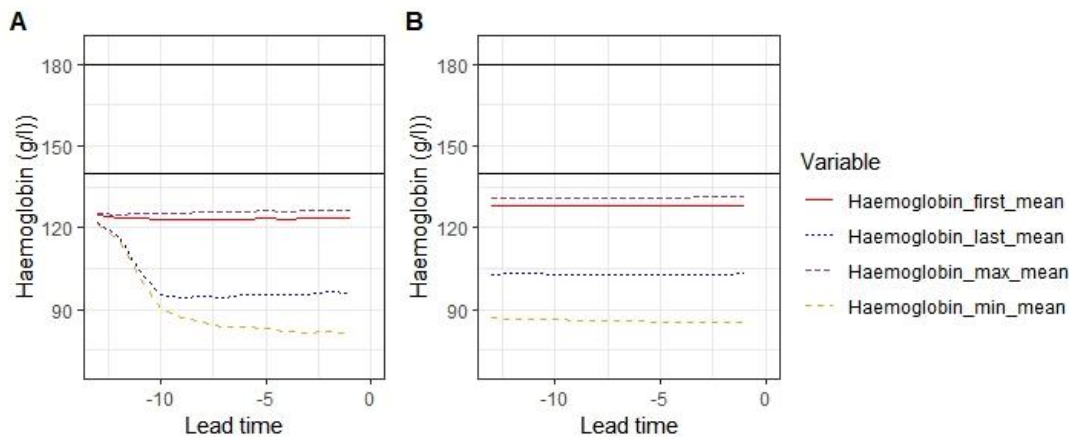 A
Haemoglobin (g/l))
180
150
120
90
-10
-5
0
Lead time
B
Haemoglobin (g/l))
180
150
120
90
-10
-5
0
Lead time
Variable
Haemoglobin_first_mean
Haemoglobin_last_mean
Haemoglobin_max_mean
Haemoglobin_min_mean